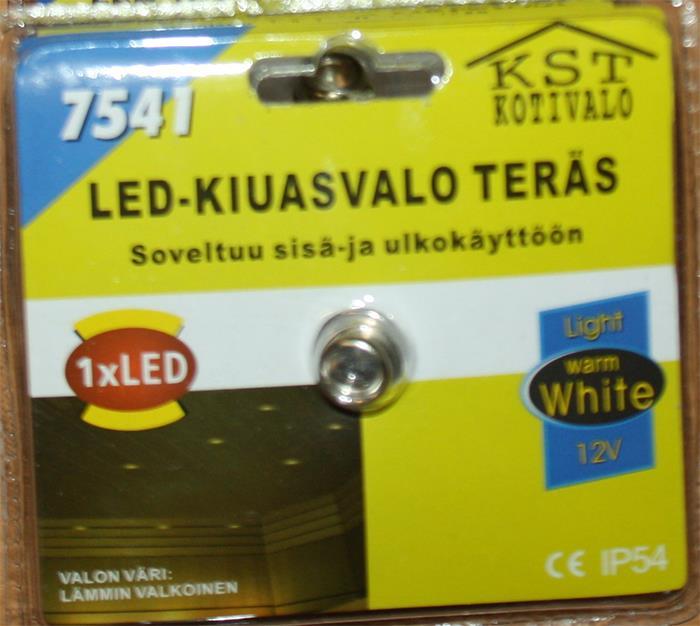 7541
KST
KOTIVALO
LED-KIUASVALO TERÄS
Soveltuu sisä-ja ulkokäyttöön
1xLED
Light
warm
White
12V
VALON VÄRI:
LÄMMIN VALKOINEN
CE IP54